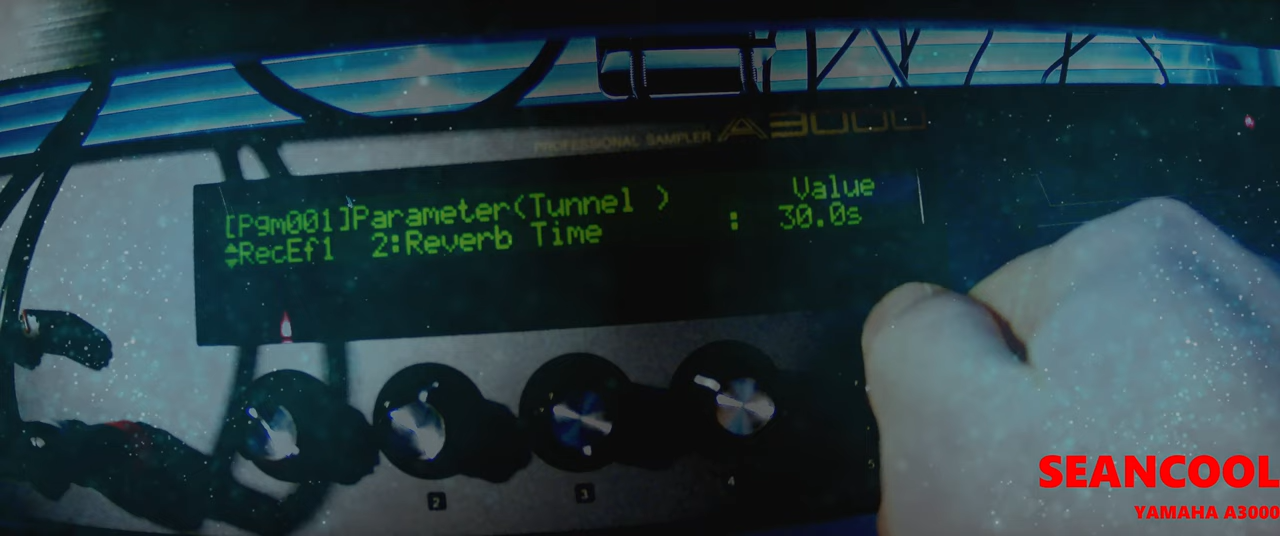 PROFESSIONAL SAMPLER A3000
[Pgm001]Parameter(Tunnel ) Value
RecEf1 2:Reverb Time : 30.0s
2
3
4
5
SEANCOOL
YAMAHA A3000